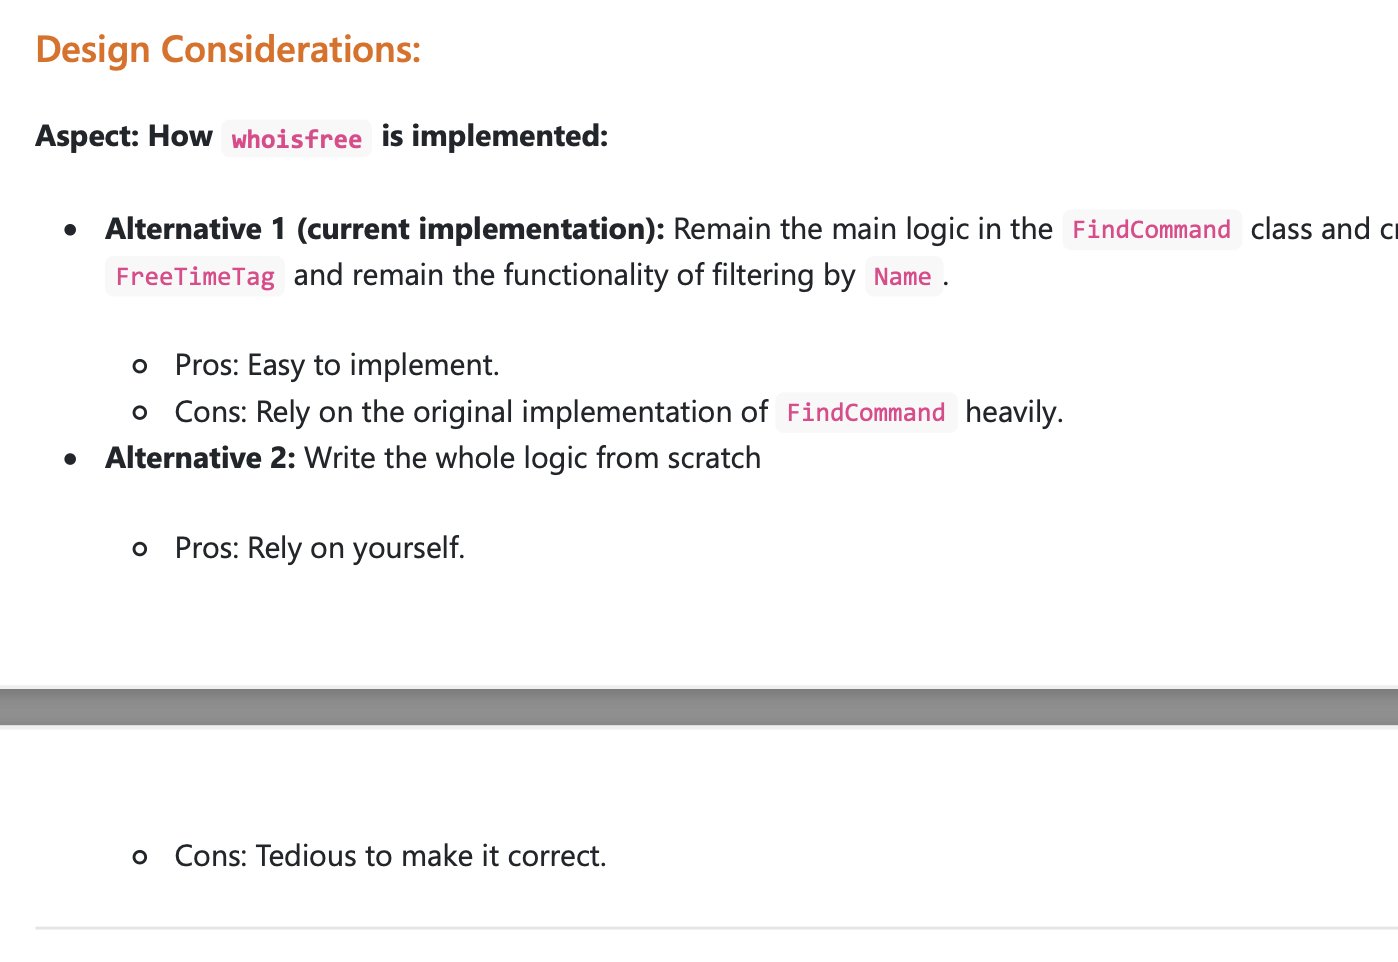 Design Considerations:
Aspect: How whoisfree is implemented:
Alternative 1 (current implementation): Remain the main logic in the FindCommand class and
FreeTimeTag and remain the functionality of filtering by Name .
Pros: Easy to implement.
Cons: Rely on the original implementation of FindCommand heavily.
Alternative 2: Write the whole logic from scratch
Pros: Rely on yourself.
Cons: Tedious to make it correct.